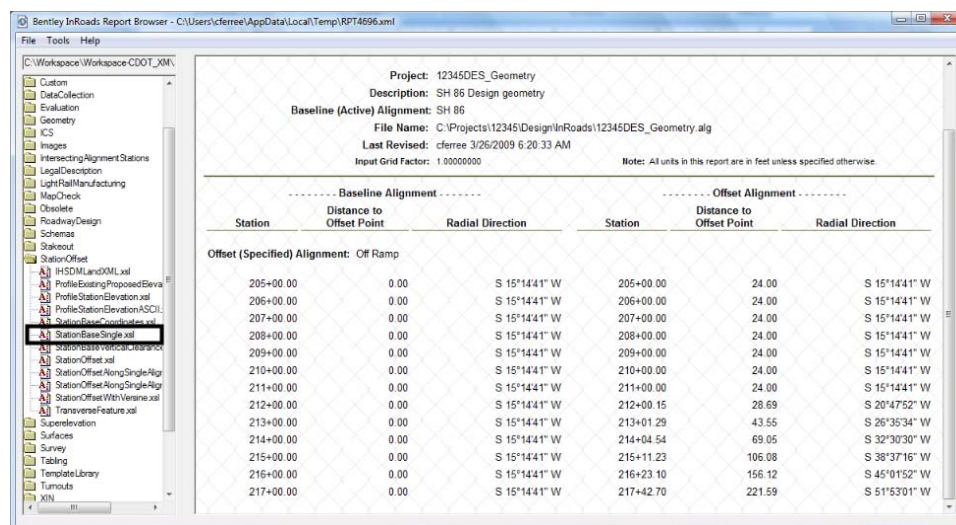 Bentley InRoads Report Browser - C:\Users\cferree\AppData\Local\Temp\RPT4696.xml
File Tools Help
C:\Workspace\Workspace-CDOT_XM\
Custom
DataCollection
Evaluation
Geometry
ICS
Images
IntersectingAlignmentStations
LegalDescription
LightRailManufacturing
MapCheck
Obsolete
RoadwayDesign
Schemas
Stakeout
StationOffset
IHSDMLandXML.xsl
ProfileExistingProposedEleva
ProfileStationElevation.xsl
ProfileStationElevationASCII.
StationBaseCoordinates.xsl
StationBaseSingle.xsl
StationBaseVerticalClearance
StationOffset.xsl
StationOffsetAlongSingleAligr
StationOffsetAlongSingleAligr
StationOffsetWithVersine.xsl
TransverseFeature.xsl
Superelevation
Surfaces
Survey
Tabling
TemplateLibrary
Turnouts
XIN
Project: 12345DES_Geometry
Description: SH 86 Design geometry
Baseline (Active) Alignment: SH 86
File Name: C:\Projects\12345\Design\InRoads\12345DES_Geometry.alg
Last Revised: cferree 3/26/2009 6:20:33 AM
Input Grid Factor: 1.00000000 Note: All units in this report are in feet unless specified otherwise.
- - - - - - - Baseline Alignment - - - - - - - - - - - - - - Offset Alignment - - - - - - -
Station Distance to Offset Point Radial Direction Station Distance to Offset Point Radial Direction
Offset (Specified) Alignment: Off Ramp
205+00.00 0.00 S 15°14'41" W 205+00.00 24.00 S 15°14'41" W
206+00.00 0.00 S 15°14'41" W 206+00.00 24.00 S 15°14'41" W
207+00.00 0.00 S 15°14'41" W 207+00.00 24.00 S 15°14'41" W
208+00.00 0.00 S 15°14'41" W 208+00.00 24.00 S 15°14'41" W
209+00.00 0.00 S 15°14'41" W 209+00.00 24.00 S 15°14'41" W
210+00.00 0.00 S 15°14'41" W 210+00.00 24.00 S 15°14'41" W
211+00.00 0.00 S 15°14'41" W 211+00.00 24.00 S 15°14'41" W
212+00.00 0.00 S 15°14'41" W 212+00.15 28.69 S 20°47'52" W
213+00.00 0.00 S 15°14'41" W 213+01.29 43.55 S 26°35'34" W
214+00.00 0.00 S 15°14'41" W 214+04.54 69.05 S 32°30'30" W
215+00.00 0.00 S 15°14'41" W 215+11.23 106.08 S 38°37'16" W
216+00.00 0.00 S 15°14'41" W 216+23.10 156.12 S 45°01'52" W
217+00.00 0.00 S 15°14'41" W 217+42.70 221.59 S 51°53'01" W